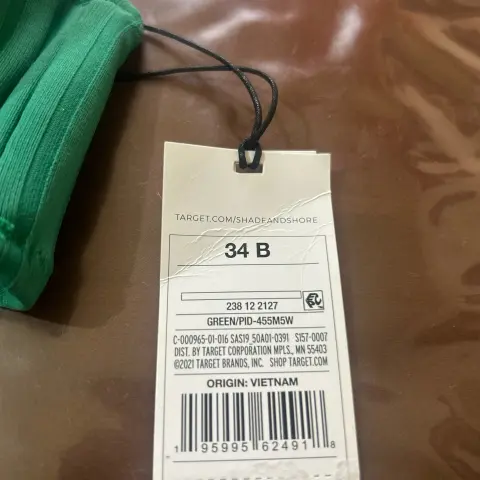 TARGET.COM/SHADEANDSHORE
34 B
238 12 2127
GREEN/PID-455M5W
C-000965-01-016 SAS19_50A01-0391 S157-0007
DIST. BY TARGET CORPORATION MPLS., MN 55403
©2021 TARGET BRANDS, INC. SHOP TARGET.COM
ORIGIN: VIETNAM
1 95995 62491 8